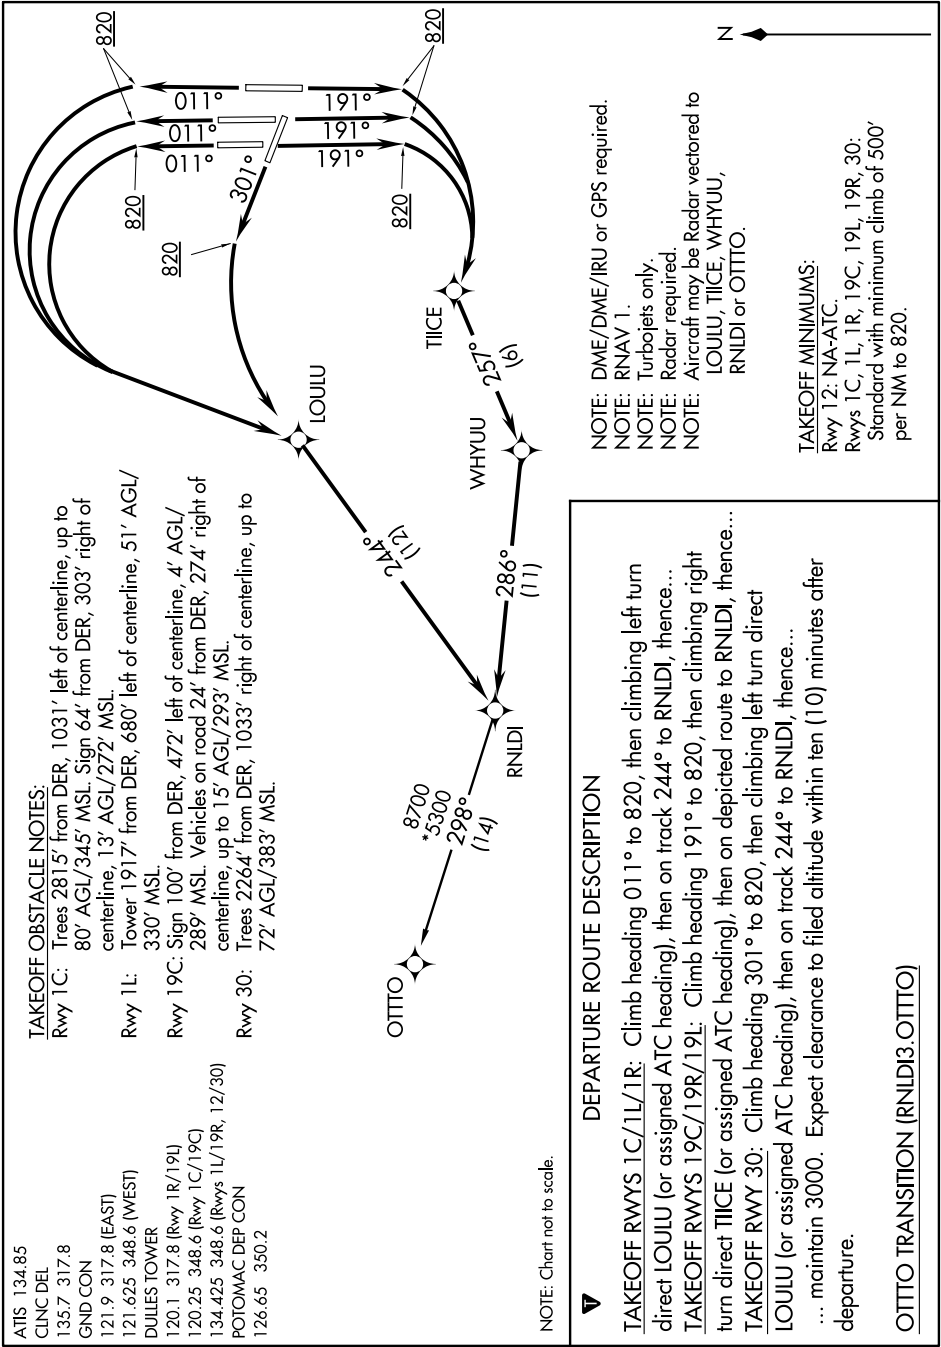 ATIS 134.85
CLNC DEL
135.7 317.8
GND CON
121.9 317.8 (EAST)
121.625 348.6 (WEST)
DULLES TOWER
120.1 317.8 (Rwy 1R/19L)
120.25 348.6 (Rwy 1C/19C)
134.425 348.6 (Rwys 1L/19R, 12/30)
POTOMAC DEP CON
126.65 350.2
TAKEOFF OBSTACLE NOTES:
Rwy 1C: Trees 2815' from DER, 1031' left of centerline, up to
80' AGL/345' MSL. Sign 64' from DER, 303' right of
centerline, 13' AGL/272' MSL.
Rwy 1L: Tower 1917' from DER, 680' left of centerline, 51' AGL/
330' MSL.
Rwy 19C: Sign 100' from DER, 472' left of centerline, 4' AGL/
289' MSL. Vehicles on road 24' from DER, 274' right of
centerline, up to 15' AGL/293' MSL.
Rwy 30: Trees 2264' from DER, 1033' right of centerline, up to
72' AGL/383' MSL.
820
820
820
820
820
011°
011°
011°
191°
191°
191°
301°
LOULU
TIICE
WHYUU
RNLDI
OTTTO
244°
(12)
257°
(6)
286°
(11)
8700
*5300
298°
(14)
N
NOTE: Chart not to scale.
NOTE: DME/DME/IRU or GPS required.
NOTE: RNAV 1.
NOTE: Turbojets only.
NOTE: Radar required.
NOTE: Aircraft may be Radar vectored to
LOULU, TIICE, WHYUU,
RNLDI or OTTTO.
TAKEOFF MINIMUMS:
Rwy 12: NA-ATC.
Rwys 1C, 1L, 1R, 19C, 19L, 19R, 30:
Standard with minimum climb of 500'
per NM to 820.
T
DEPARTURE ROUTE DESCRIPTION
TAKEOFF RWYS 1C/1L/1R: Climb heading 011° to 820, then climbing left turn
direct LOULU (or assigned ATC heading), then on track 244° to RNLDI, thence...
TAKEOFF RWYS 19C/19R/19L: Climb heading 191° to 820, then climbing right
turn direct TIICE (or assigned ATC heading), then on depicted route to RNLDI, thence...
TAKEOFF RWY 30: Climb heading 301° to 820, then climbing left turn direct
LOULU (or assigned ATC heading), then on track 244° to RNLDI, thence...
... maintain 3000. Expect clearance to filed altitude within ten (10) minutes after
departure.
OTTTO TRANSITION (RNLDI3.OTTTO)